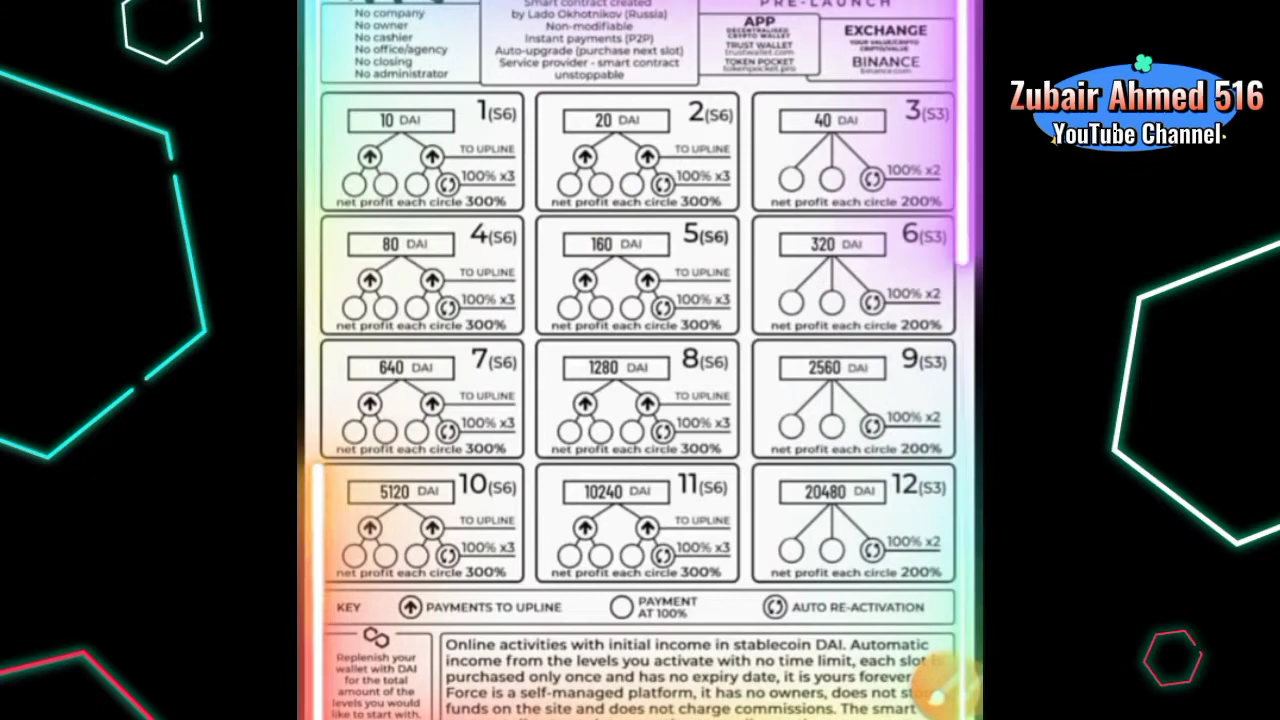 No company
No owner
No cashier
No office/agency
No closing
No administrator
Smart contract created
by Lado Okhotnikov (Russia)
Non-modifiable
Instant payments (P2P)
Auto-upgrade (purchase next slot)
Service provider - smart contract
unstoppable
PRE-LAUNCH
APP
DECENTRALISED
CRYPTO WALLET
TRUST WALLET
trustwallet.com
TOKEN POCKET
tokenpocket.pro
EXCHANGE
BINANCE
binance.com
Zubair Ahmed 516
YouTube Channel
10 DAI 1(S6)
TO UPLINE
100% x3
net profit each circle 300%
20 DAI 2(S6)
TO UPLINE
100% x3
net profit each circle 300%
40 DAI 3(S3)
100% x2
net profit each circle 200%
80 DAI 4(S6)
TO UPLINE
100% x3
net profit each circle 300%
160 DAI 5(S6)
TO UPLINE
100% x3
net profit each circle 300%
320 DAI 6(S3)
100% x2
net profit each circle 200%
640 DAI 7(S6)
TO UPLINE
100% x3
net profit each circle 300%
1280 DAI 8(S6)
TO UPLINE
100% x3
net profit each circle 300%
2560 DAI 9(S3)
100% x2
net profit each circle 200%
5120 DAI 10(S6)
TO UPLINE
100% x3
net profit each circle 300%
10240 DAI 11(S6)
TO UPLINE
100% x3
net profit each circle 300%
20480 DAI 12(S3)
100% x2
net profit each circle 200%
KEY PAYMENTS TO UPLINE PAYMENT AT 100% AUTO RE-ACTIVATION
Replenish your
wallet with DAI
for the total
amount of the
levels you would
like to start with.
Online activities with initial income in stablecoin DAI. Automatic
income from the levels you activate with no time limit, each slot
purchased only once and has no expiry date, it is yours forever
Force is a self-managed platform, it has no owners, does not
funds on the site and does not charge commissions. The smart